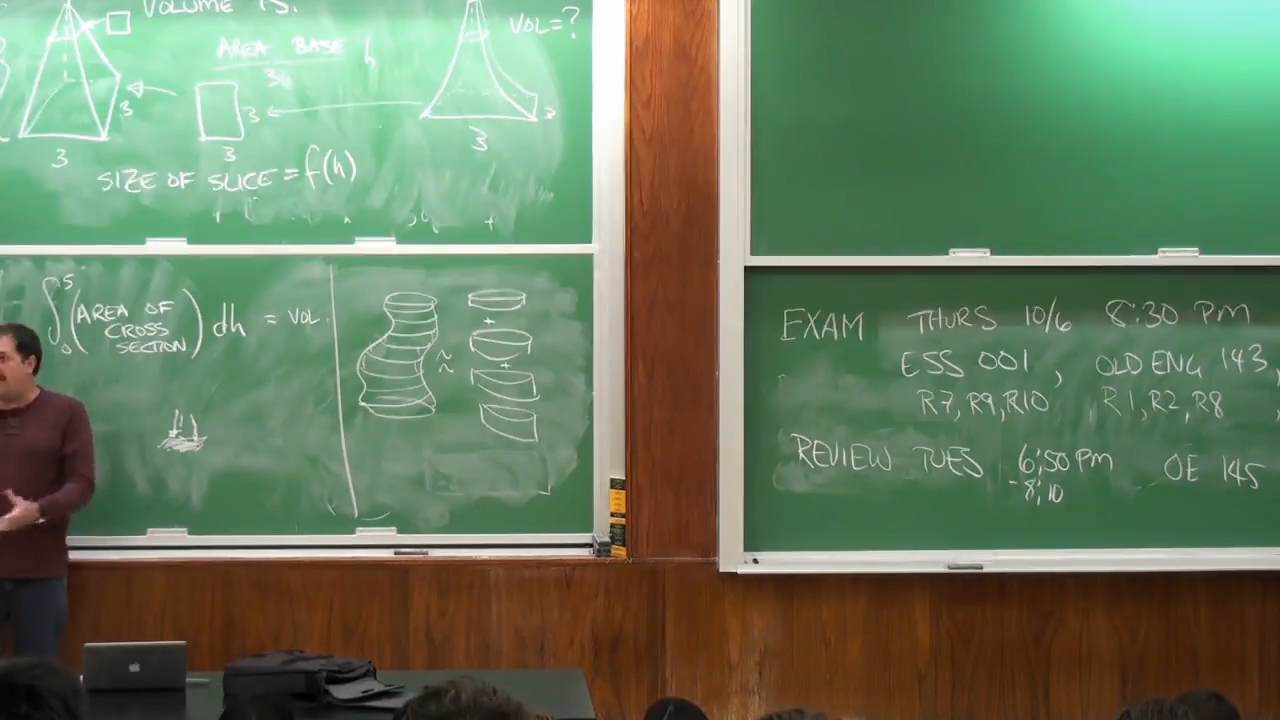 VOLUME IS:
VOL=?
AREA BASE h
3
3
3
3
3
3
SIZE OF SLICE = f(h)
∫₀⁵ (AREA OF CROSS SECTION) dh = VOL.
≈
+
+
EXAM THURS 10/6 8:30 PM
ESS 001, OLD ENG 143,
R7, R9, R10 R1, R2, R8
REVIEW TUES 6:50 PM OE 145
-8:10